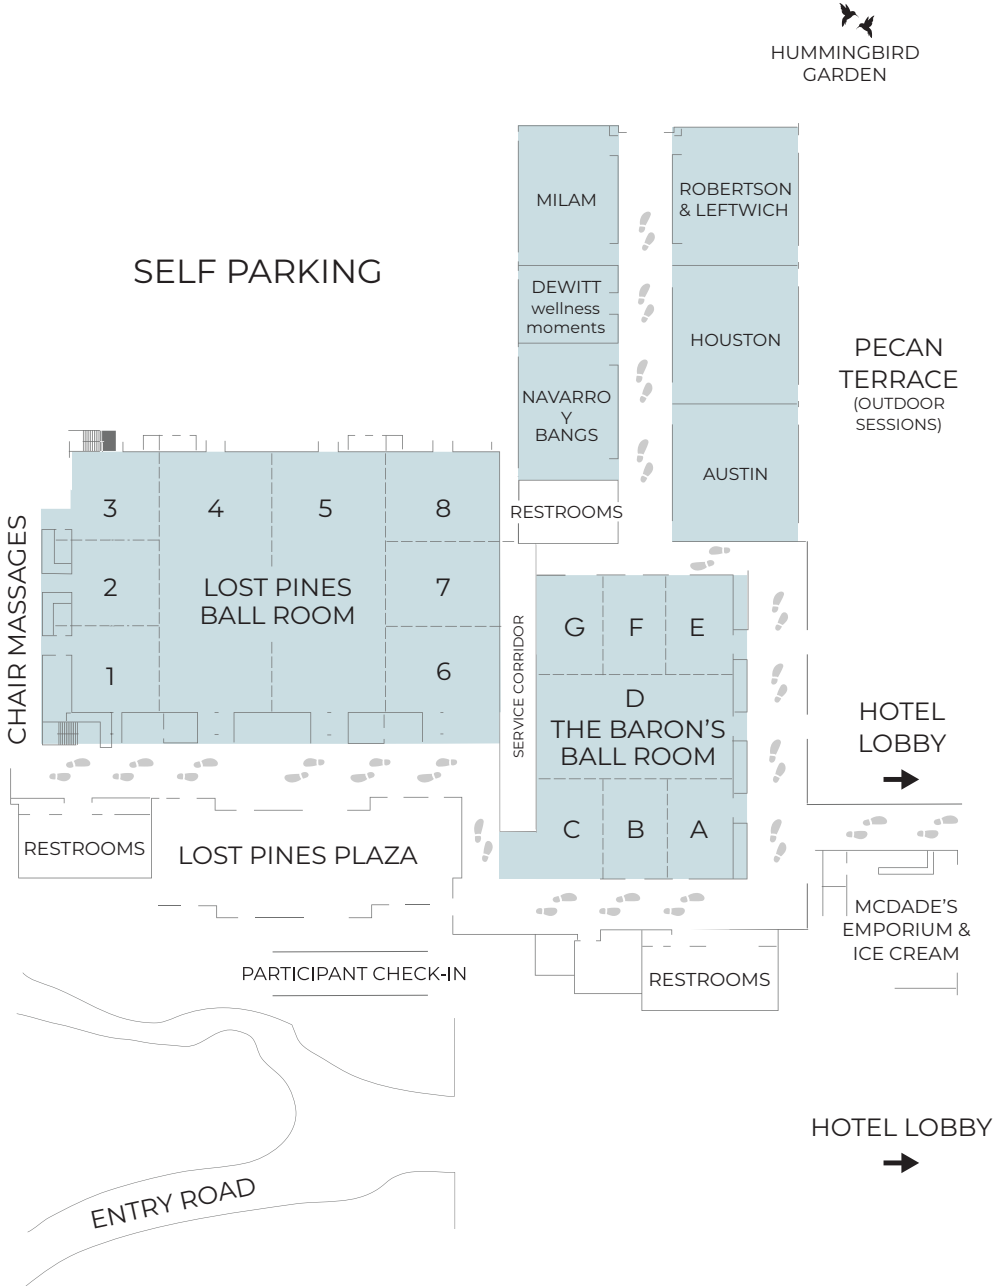 HUMMINGBIRD
GARDEN
MILAM
ROBERTSON
& LEFTWICH
SELF PARKING
DEWITT
wellness
moments
HOUSTON
PECAN
TERRACE
(OUTDOOR
SESSIONS)
NAVARRO
Y
BANGS
AUSTIN
RESTROOMS
CHAIR MASSAGES
3
4
5
8
2
LOST PINES
BALL ROOM
7
1
6
SERVICE CORRIDOR
G
F
E
D
THE BARON'S
BALL ROOM
C
B
A
HOTEL
LOBBY
RESTROOMS
LOST PINES PLAZA
MCDADE'S
EMPORIUM &
ICE CREAM
PARTICIPANT CHECK-IN
RESTROOMS
HOTEL LOBBY
ENTRY ROAD